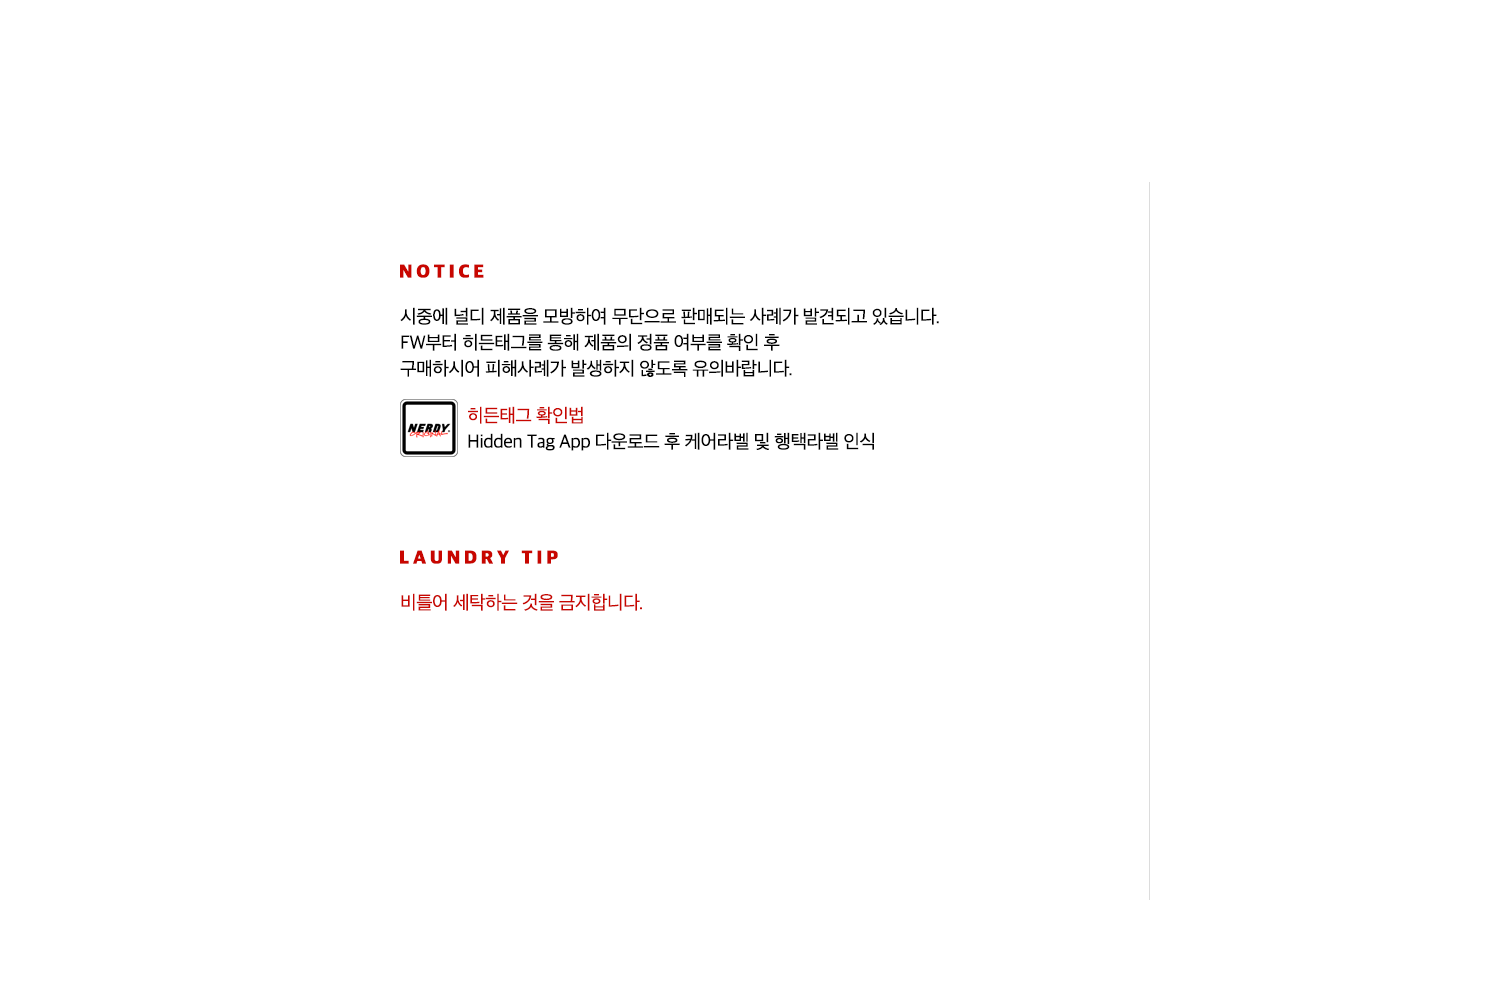 NOTICE
시중에 널디 제품을 모방하여 무단으로 판매되는 사례가 발견되고 있습니다.
FW부터 히든태그를 통해 제품의 정품 여부를 확인 후
구매하시어 피해사례가 발생하지 않도록 유의바랍니다.
NERDY
히든태그 확인법
Hidden Tag App 다운로드 후 케어라벨 및 행택라벨 인식
LAUNDRY TIP
비틀어 세탁하는 것을 금지합니다.